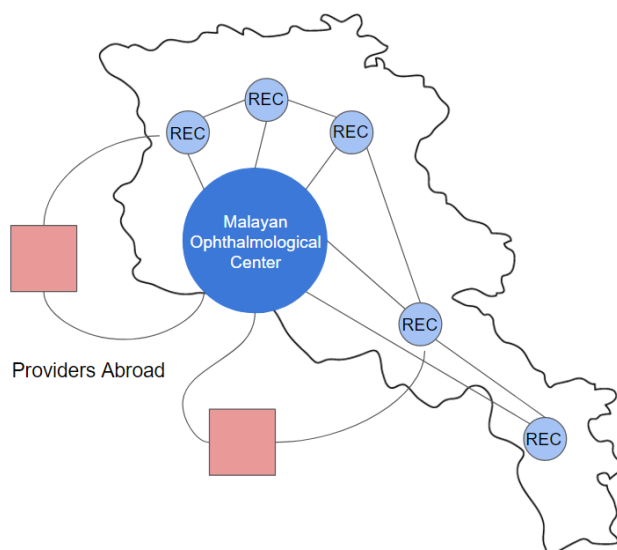 REC
REC
REC
Malayan
Ophthalmological
Center
REC
Providers Abroad
REC